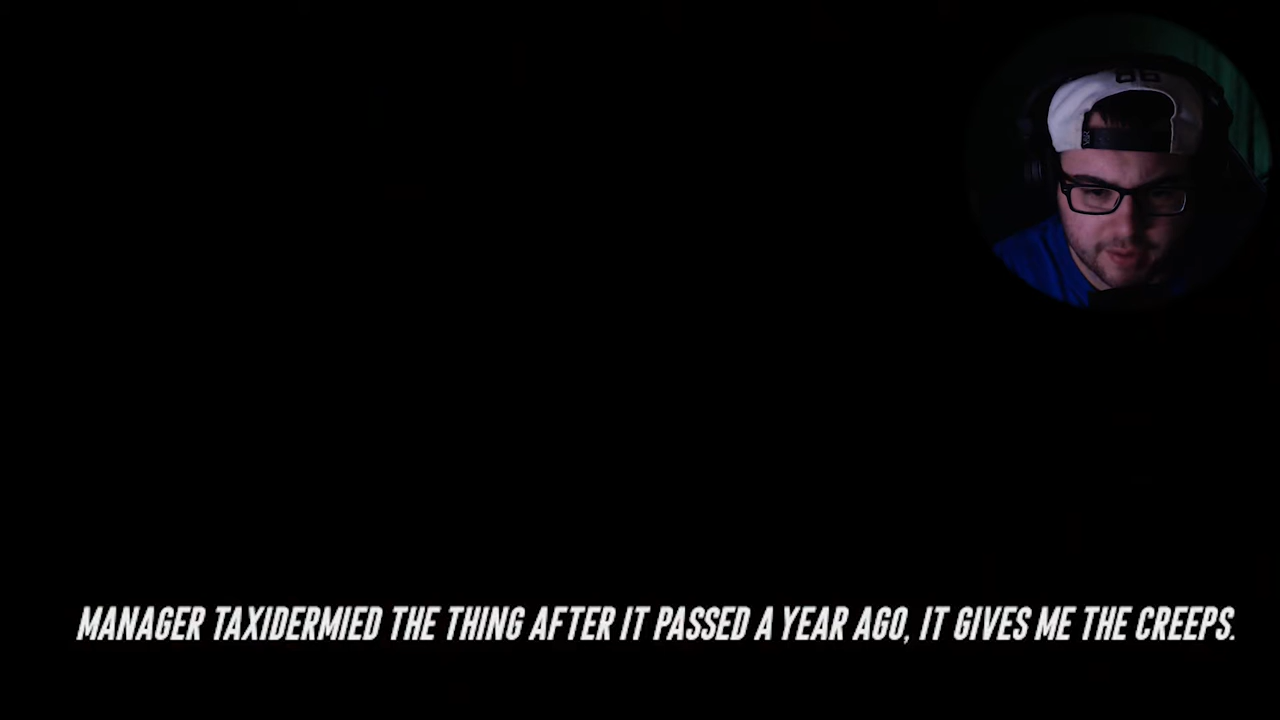 MANAGER TAXIDERMIED THE THING AFTER IT PASSED A YEAR AGO, IT GIVES ME THE CREEPS.